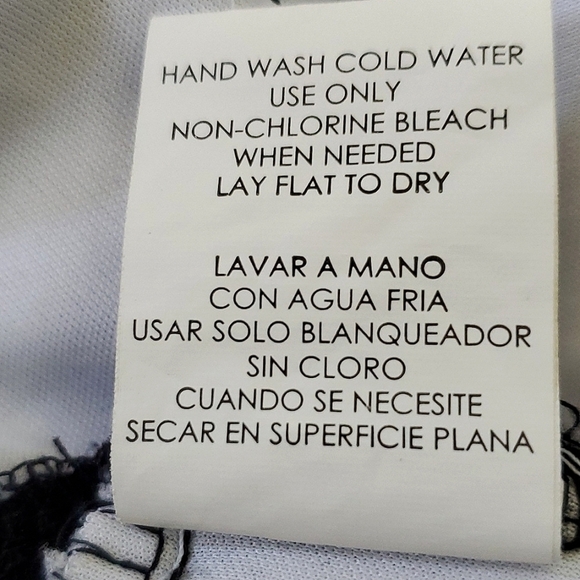 HAND WASH COLD WATER
USE ONLY
NON-CHLORINE BLEACH
WHEN NEEDED
LAY FLAT TO DRY
LAVAR A MANO
CON AGUA FRIA
USAR SOLO BLANQUEADOR
SIN CLORO
CUANDO SE NECESITE
SECAR EN SUPERFICIE PLANA